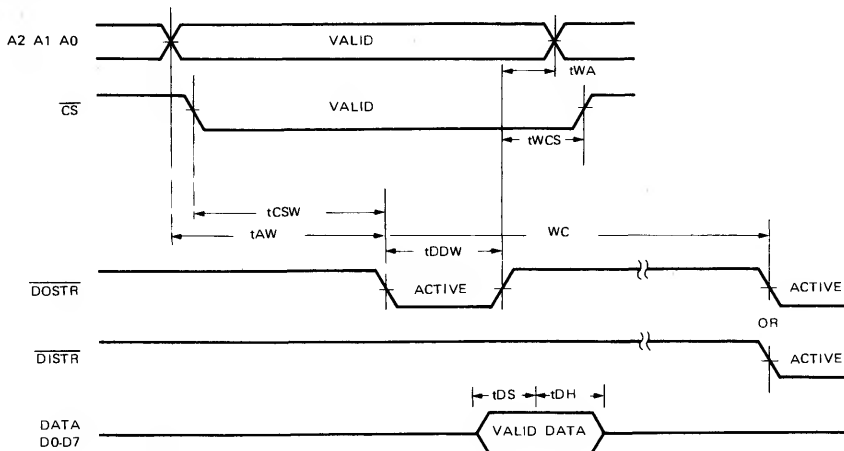 A2 A1 A0
VALID
tWA
CS
VALID
tWCS
tCSW
tAW
WC
tDDW
DOSTR
ACTIVE
ACTIVE
OR
DISTR
ACTIVE
tDS
tDH
DATA
D0-D7
VALID DATA